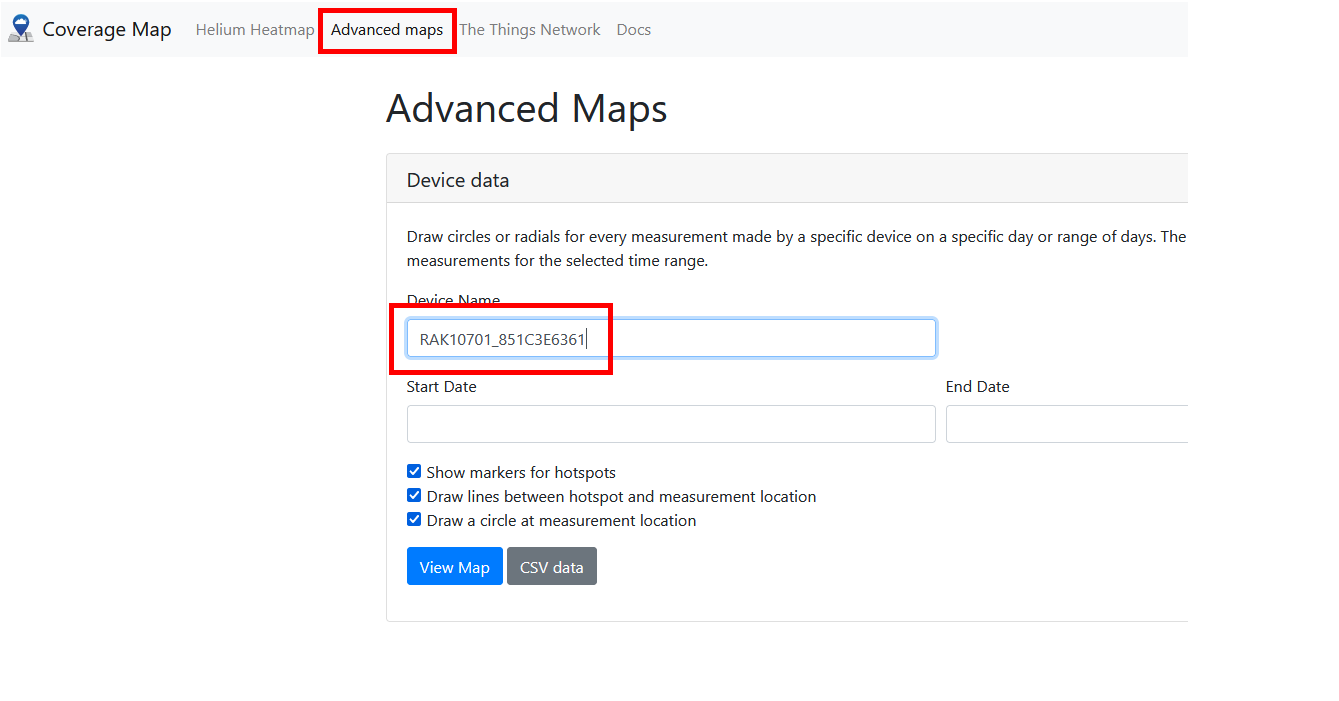 Coverage Map Helium Heatmap Advanced maps The Things Network Docs
Advanced Maps
Device data
Draw circles or radials for every measurement made by a specific device on a specific day or range of days. The
measurements for the selected time range.
Device Name
RAK10701_851C3E6361
Start Date End Date
Show markers for hotspots
Draw lines between hotspot and measurement location
Draw a circle at measurement location
View Map CSV data